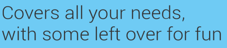 Covers all your needs,
with some left over for fun